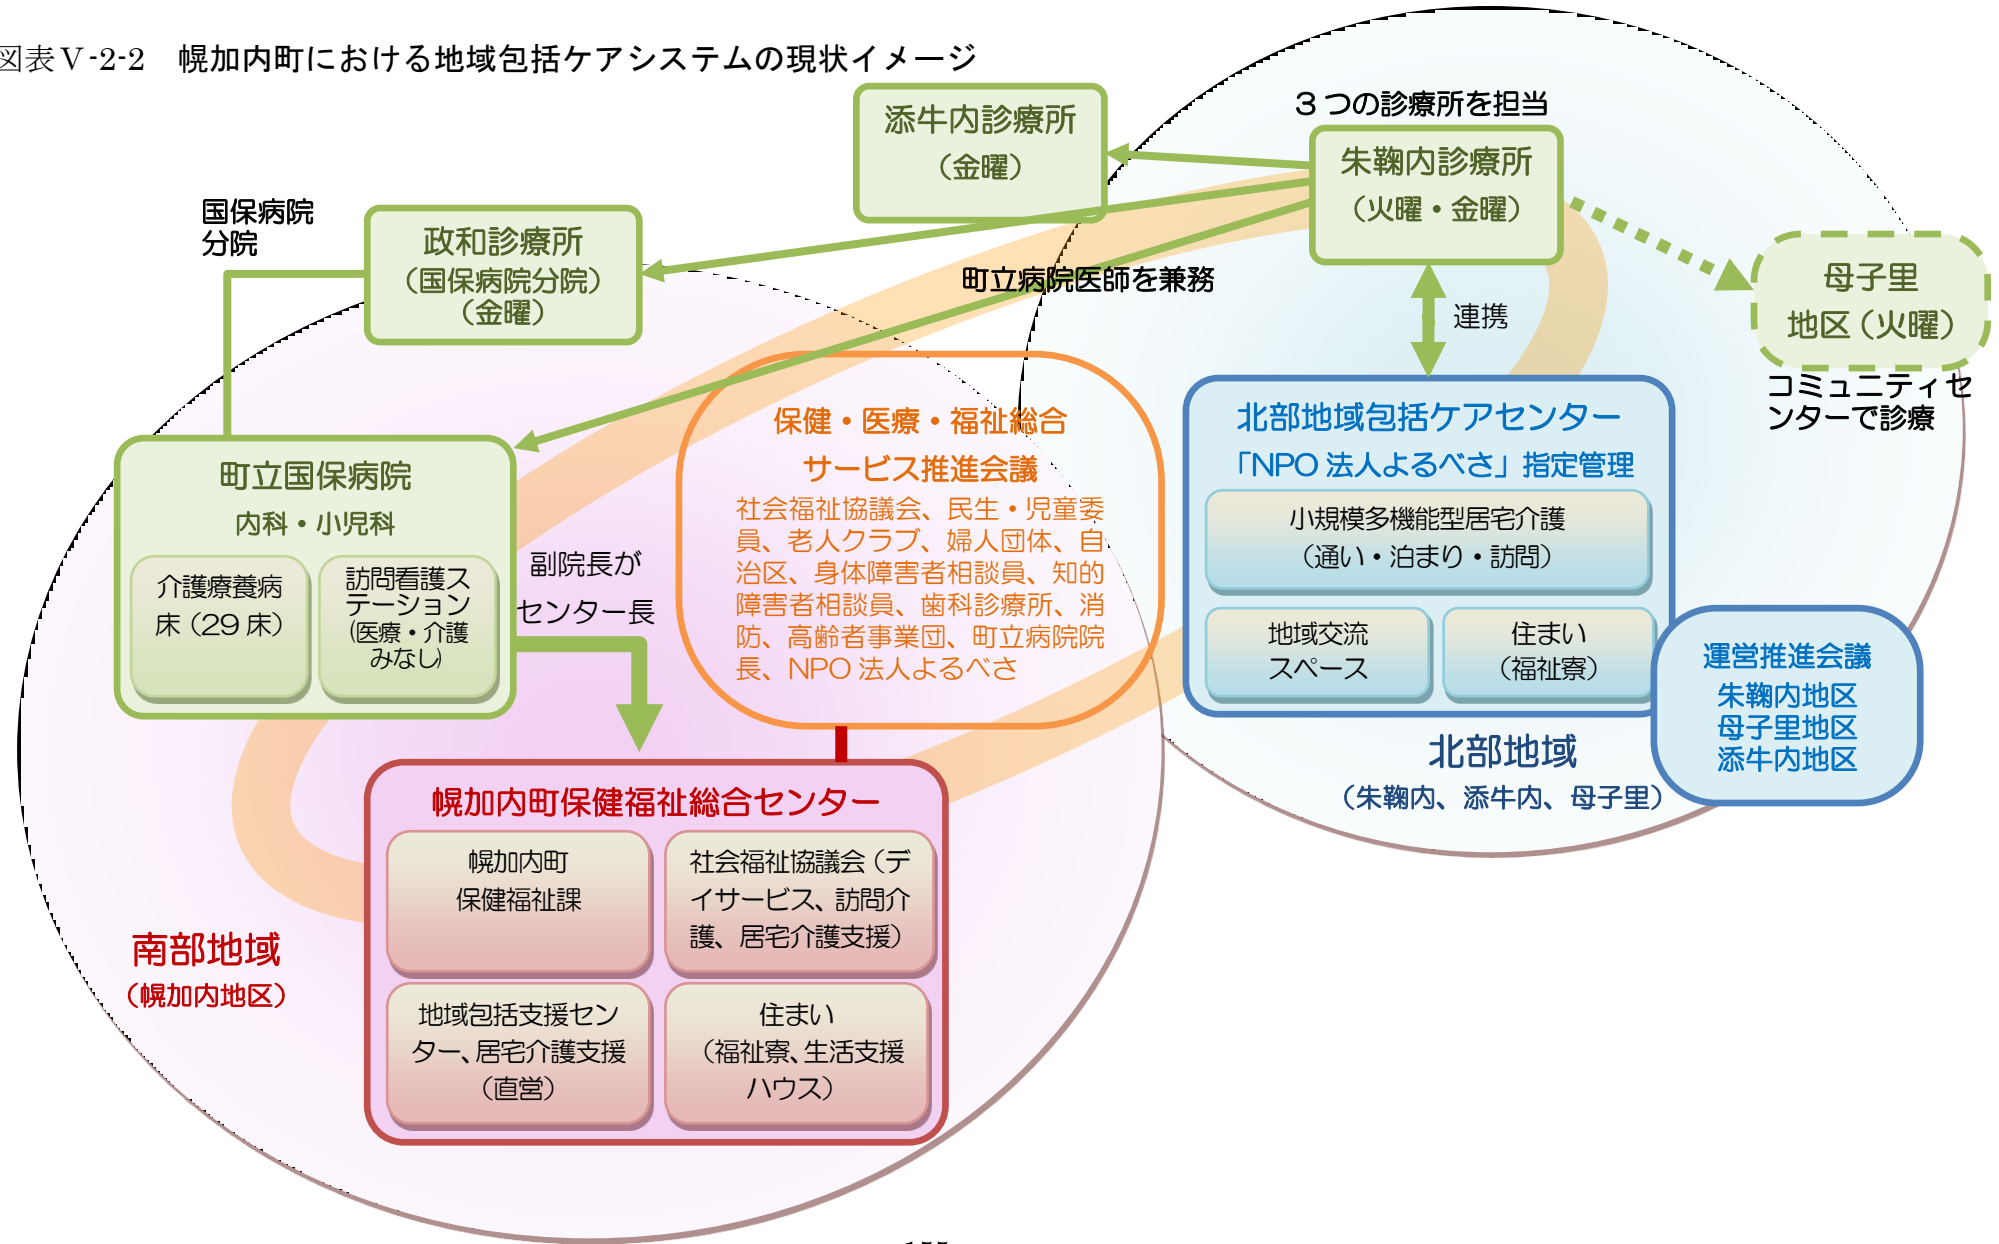 図表Ⅴ-2-2　幌加内町における地域包括ケアシステムの現状イメージ
添牛内診療所
（金曜）
３つの診療所を担当
朱鞠内診療所
（火曜・金曜）
国保病院
分院
政和診療所
（国保病院分院）
（金曜）
町立病院医師を兼務
連携
母子里
地区（火曜）
コミュニティセ
ンターで診療
町立国保病院
内科・小児科
介護療養病
床（29 床）
訪問看護ス
テーション
（医療・介護
みなし）
副院長が
センター長
保健・医療・福祉総合
サービス推進会議
社会福祉協議会、民生・児童委
員、老人クラブ、婦人団体、自
治区、身体障害者相談員、知的
障害者相談員、歯科診療所、消
防、高齢者事業団、町立病院院
長、NPO 法人よるべさ
北部地域包括ケアセンター
「NPO 法人よるべさ」指定管理
小規模多機能型居宅介護
（通い・泊まり・訪問）
地域交流
スペース
住まい
（福祉寮）
運営推進会議
朱鞠内地区
母子里地区
添牛内地区
北部地域
（朱鞠内、添牛内、母子里）
幌加内町保健福祉総合センター
幌加内町
保健福祉課
社会福祉協議会（デ
イサービス、訪問介
護、居宅介護支援）
地域包括支援セン
ター、居宅介護支援
（直営）
住まい
（福祉寮、生活支援
ハウス）
南部地域
（幌加内地区）